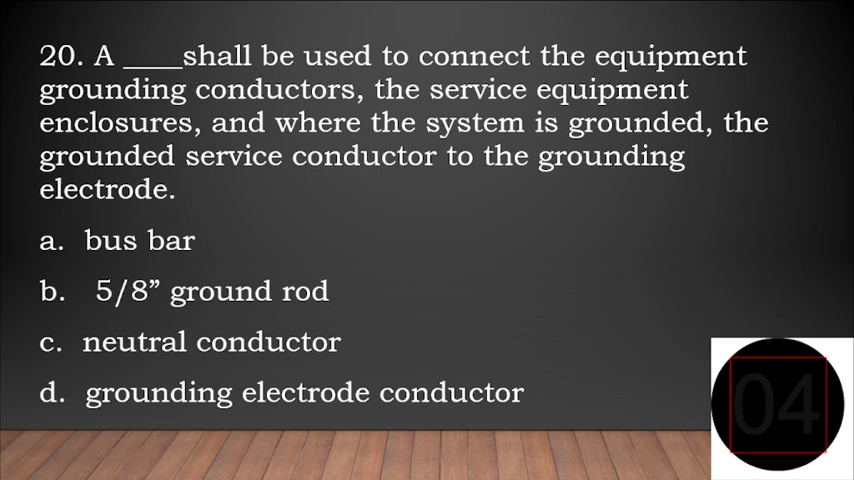 20. A ____shall be used to connect the equipment
grounding conductors, the service equipment
enclosures, and where the system is grounded, the
grounded service conductor to the grounding
electrode.
a. bus bar
b. 5/8” ground rod
c. neutral conductor
d. grounding electrode conductor
04